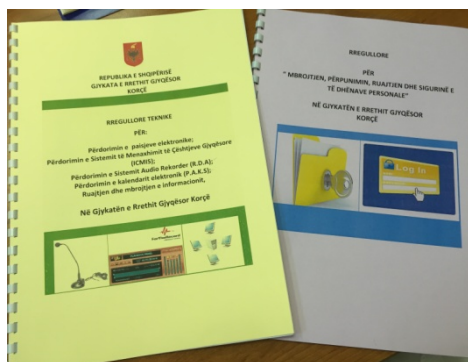 REPUBLIKA E SHQIPËRISË
GJYKATA E RRETHIT GJYQËSOR
KORÇË
RREGULLORE TEKNIKE
PËR:
Përdorimin e paisjeve elektronike;
Përdorimin e Sistemit të Menaxhimit të Çështjeve Gjyqësore
(ICMIS);
Përdorimin e Sistemit Audio Rekorder (R.D.A);
Përdorimin e kalendarit elektronik (P.A.K.S);
Ruajtjen dhe mbrojtjen e informacionit,
Në Gjykatën e Rrethit Gjyqësor Korçë
RREGULLORE
PËR
" MBROJTJEN, PËRPUNIMIN, RUAJTJEN DHE SIGURINË E
TË DHËNAVE PERSONALE"
NË GJYKATËN E RRETHIT GJYQËSOR
KORÇË
Log in